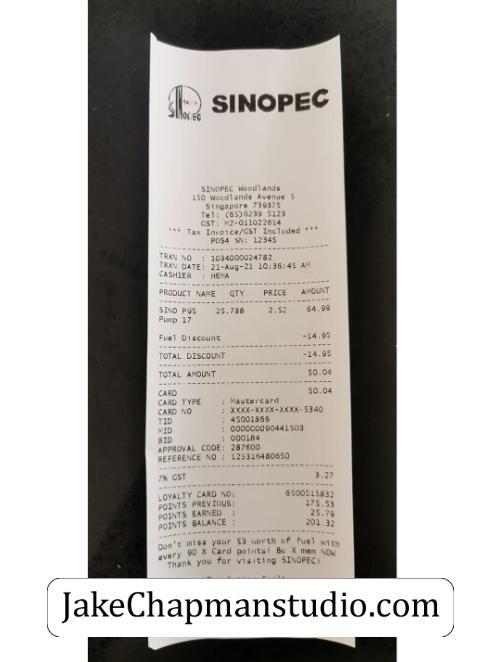 SINOPEC
SINOPEC Woodlands
150 Woodlands Avenue 5
Singapore 739375
Tel: (65)6239 5123
GST: M2-011022614
*** Tax Invoice/GST Included ***
POS4 SN: 12345
TRXN NO : 1034000024782
TRXN DATE: 21-Aug-21 10:36:45 AM
CASHIER : HEMA
PRODUCT NAME QTY PRICE AMOUNT
SINO P95 25.788 2.52 64.99
Pump 17
Fuel Discount -14.95
TOTAL DISCOUNT -14.95
TOTAL AMOUNT 50.04
CARD 50.04
CARD TYPE : Mastercard
CARD NO : XXXX-XXXX-XXXX-5340
TID : 45001866
MID : 000000090441503
BID : 000184
APPROVAL CODE: 287600
REFERENCE NO : 125316480650
7% GST 3.27
LOYALTY CARD NO: 6500515832
POINTS PREVIOUS: 175.53
POINTS EARNED : 25.79
POINTS BALANCE : 201.32
Don't miss your $3 worth of fuel with
every 90 X Card points! Be X mem NOW
Thank you for visiting SINOPEC!
JakeChapmanstudio.com